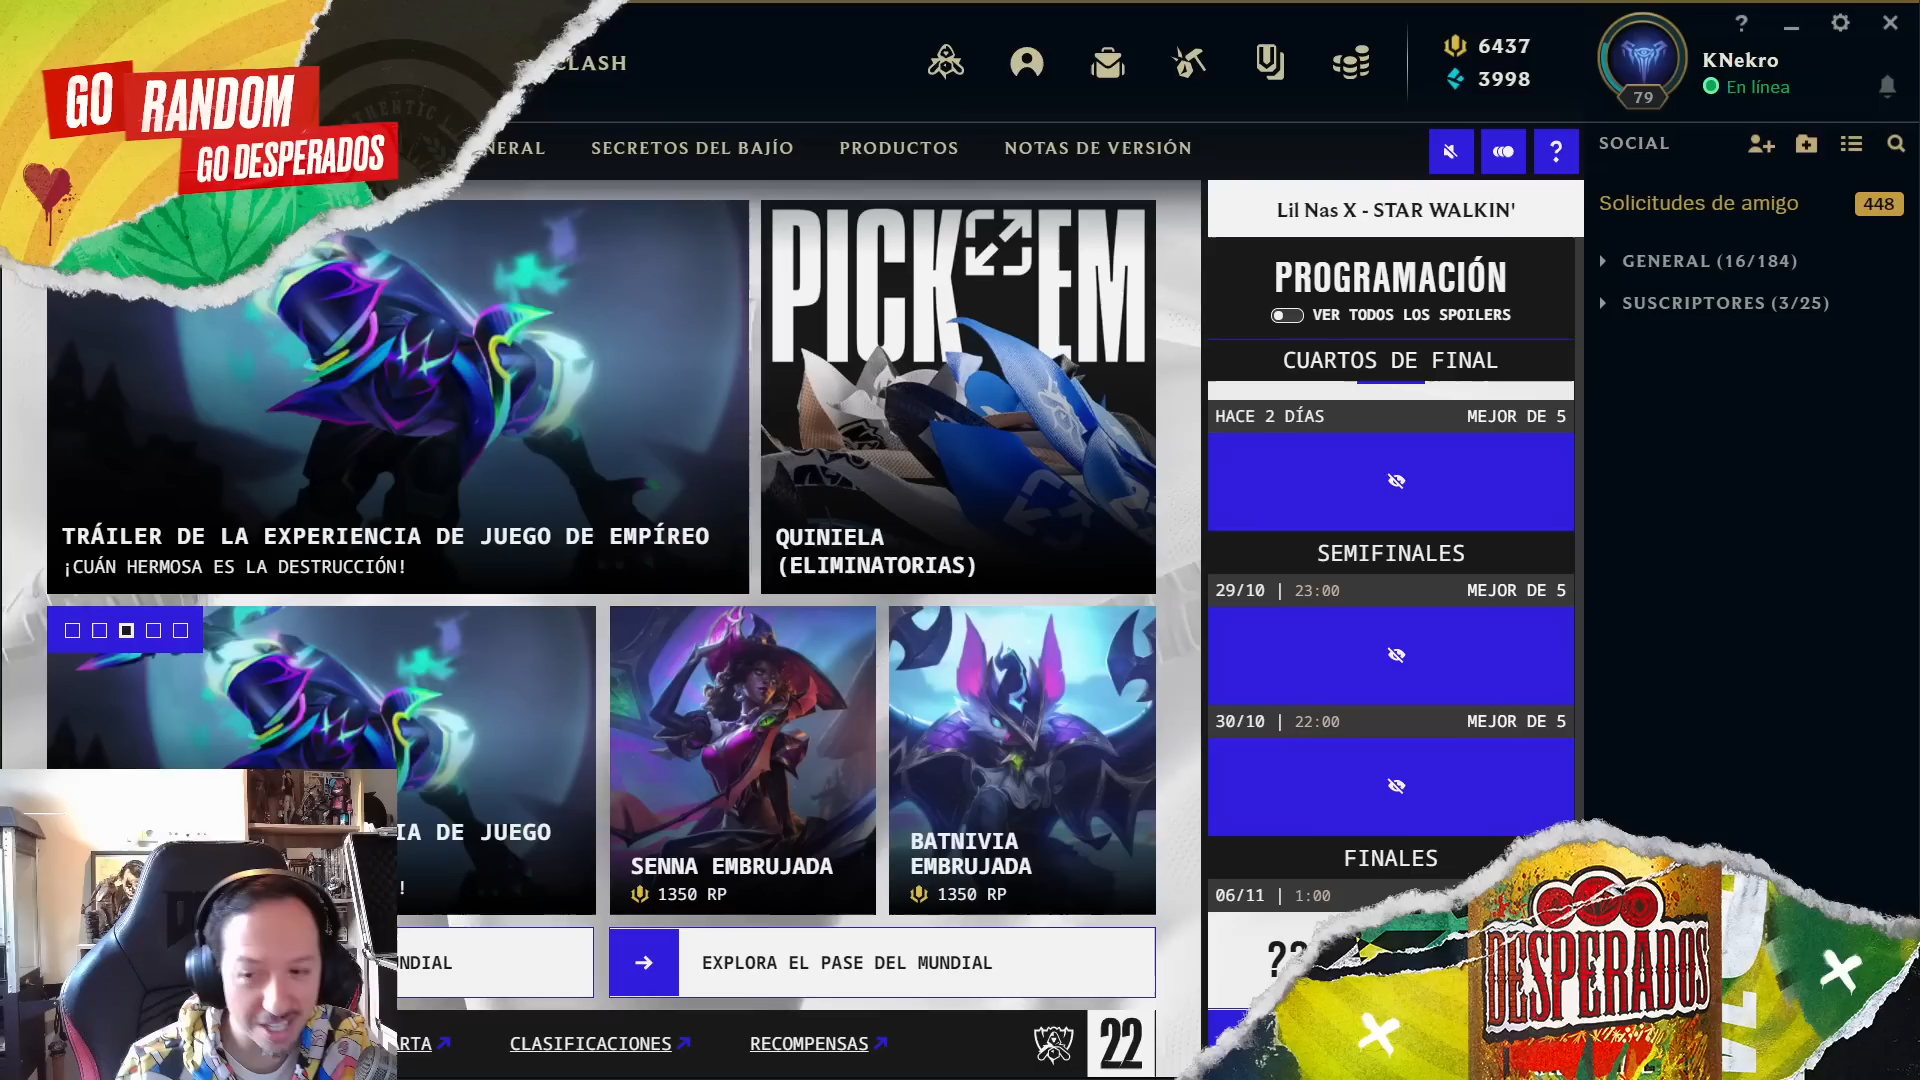 GO
RANDOM
GO DESPERADOS
CLASH
6437
3998
79
KNekro
En línea
NERAL
SECRETOS DEL BAJÍO
PRODUCTOS
NOTAS DE VERSIÓN
?
?
SOCIAL
Solicitudes de amigo
448
GENERAL (16/184)
SUSCRIPTORES (3/25)
TRÁILER DE LA EXPERIENCIA DE JUEGO DE EMPÍREO
¡CUÁN HERMOSA ES LA DESTRUCCIÓN!
PICK EM
QUINIELA
(ELIMINATORIAS)
Lil Nas X - STAR WALKIN'
PROGRAMACIÓN
VER TODOS LOS SPOILERS
CUARTOS DE FINAL
HACE 2 DÍAS
MEJOR DE 5
SEMIFINALES
29/10 | 23:00
MEJOR DE 5
30/10 | 22:00
MEJOR DE 5
FINALES
06/11 | 1:00
??
IA DE JUEGO
!
SENNA EMBRUJADA
1350 RP
BATNIVIA
EMBRUJADA
1350 RP
NDIAL
EXPLORA EL PASE DEL MUNDIAL
RTA
CLASIFICACIONES
RECOMPENSAS
22
DESPERADOS